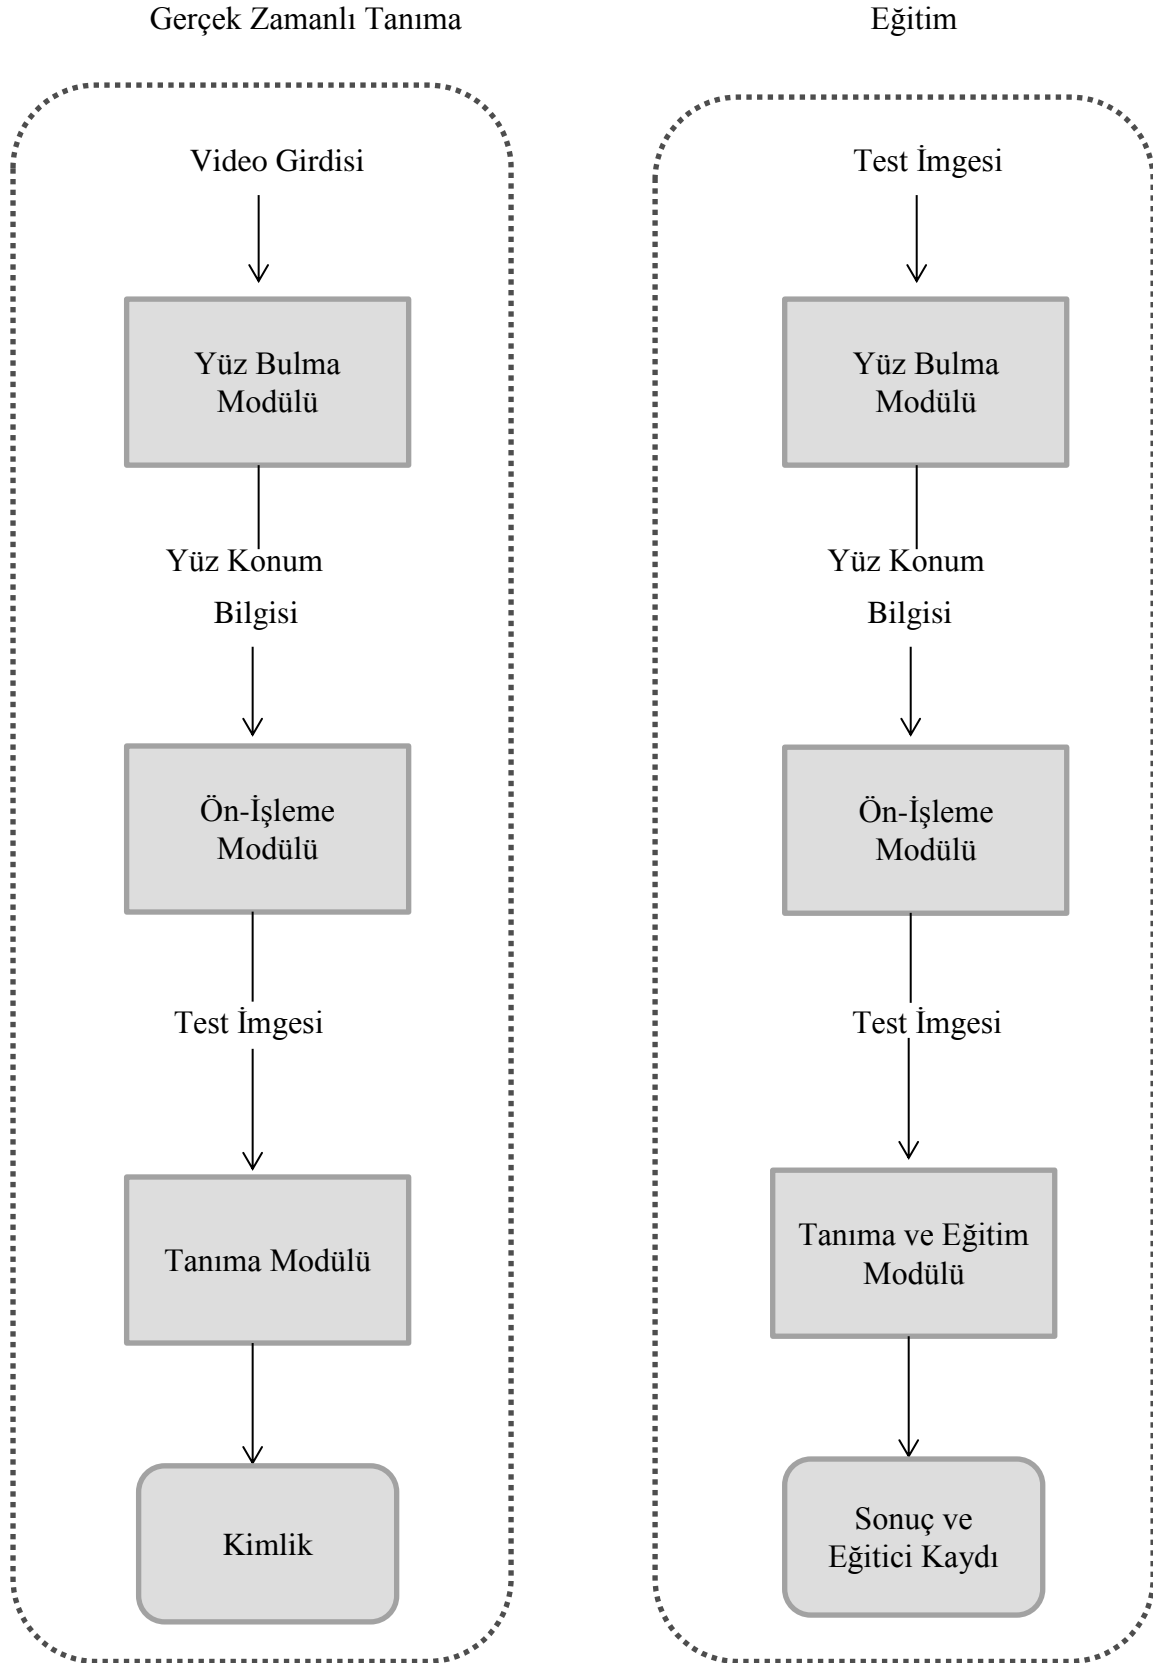 Gerçek Zamanlı Tanıma
Video Girdisi
Yüz Bulma
Modülü
Yüz Konum
Bilgisi
Ön-İşleme
Modülü
Test İmgesi
Tanıma Modülü
Kimlik
Eğitim
Test İmgesi
Yüz Bulma
Modülü
Yüz Konum
Bilgisi
Ön-İşleme
Modülü
Test İmgesi
Tanıma ve Eğitim
Modülü
Sonuç ve
Eğitici Kaydı